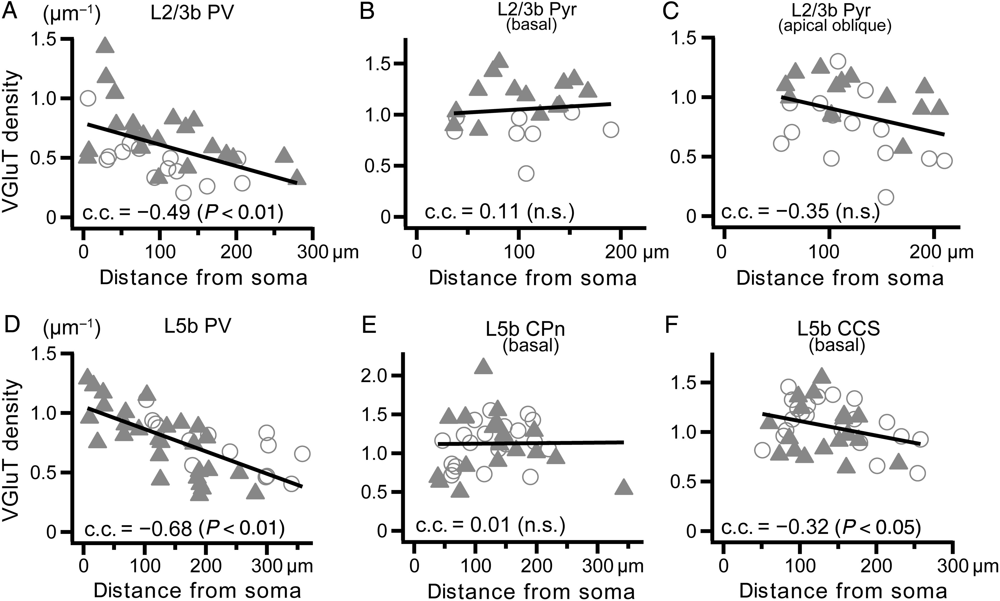 A (μm⁻¹) L2/3b PV
1.5
1.0
0.5
0
VGluT density
c.c. = −0.49 (P < 0.01)
0 100 200 300 μm
Distance from soma
B L2/3b Pyr
(basal)
1.5
1.0
0.5
0
c.c. = 0.11 (n.s.)
0 100 200 μm
Distance from soma
C L2/3b Pyr
(apical oblique)
1.5
1.0
0.5
0
c.c. = −0.35 (n.s.)
0 100 200 μm
Distance from soma
D (μm⁻¹) L5b PV
1.5
1.0
0.5
0
VGluT density
c.c. = −0.68 (P < 0.01)
0 100 200 300 μm
Distance from soma
E L5b CPn
(basal)
2.0
1.5
1.0
0.5
0
c.c. = 0.01 (n.s.)
0 100 200 300 μm
Distance from soma
F L5b CCS
(basal)
1.5
1.0
0.5
0
c.c. = −0.32 (P < 0.05)
0 100 200 300 μm
Distance from soma